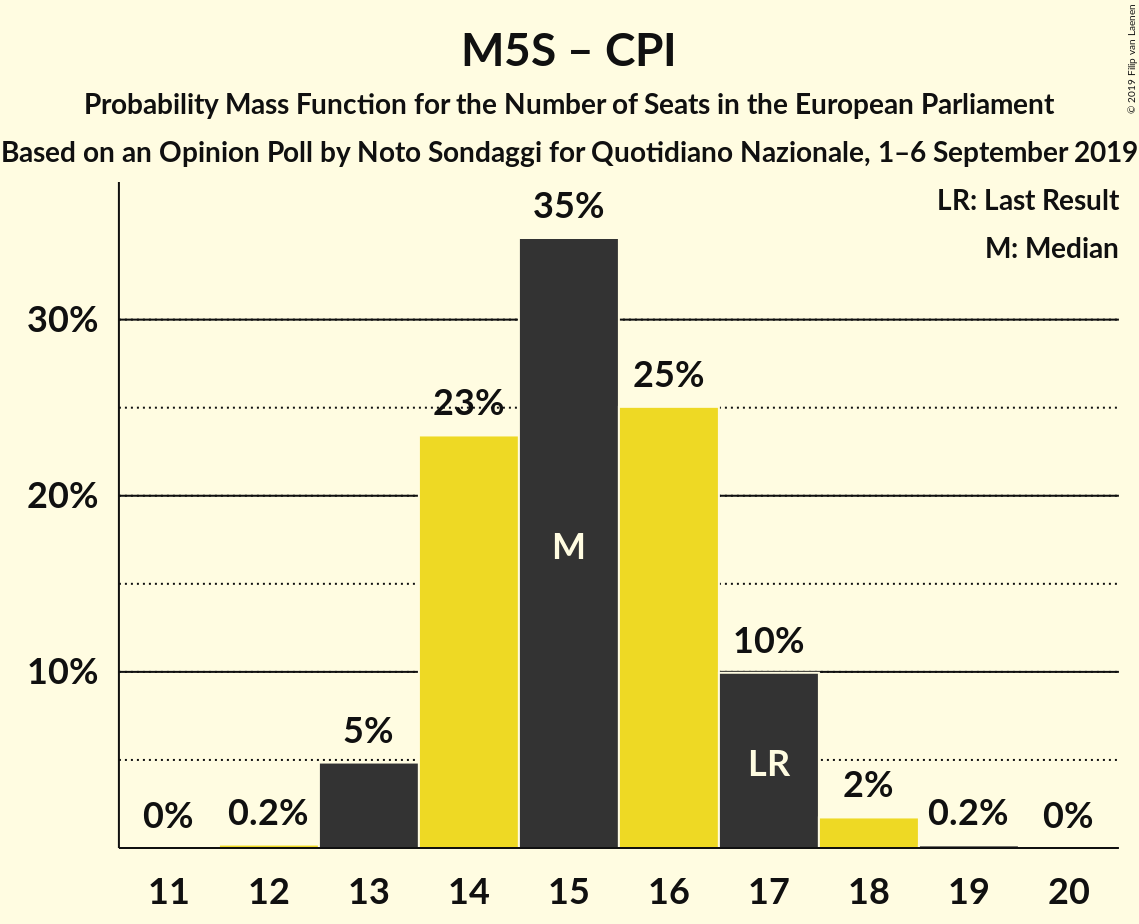 M5S – CPI
Probability Mass Function for the Number of Seats in the European Parliament
Based on an Opinion Poll by Noto Sondaggi for Quotidiano Nazionale, 1–6 September 2019
© 2019 Filip van Laenen
LR: Last Result
M: Median
35%
30%
25%
23%
20%
M
10%
10%
5%
LR
2%
0% 0.2% 0.2% 0%
11 12 13 14 15 16 17 18 19 20